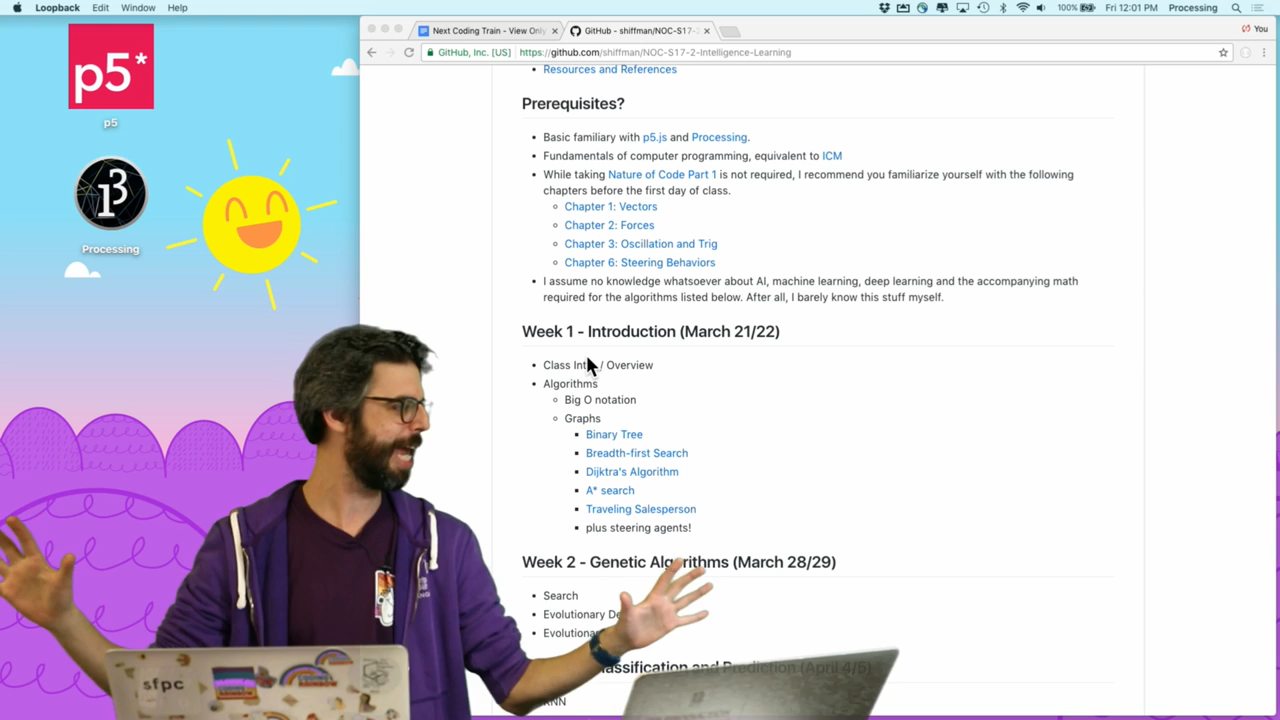 Loopback Edit Window Help
100% Fri 12:01 PM Processing
Next Coding Train - View Only
GitHub - shiffman/NOC-S17-2
You
GitHub, Inc. [US] https://github.com/shiffman/NOC-S17-2-Intelligence-Learning
p5*
p5
Processing
• Resources and References
Prerequisites?
• Basic familiary with p5.js and Processing.
• Fundamentals of computer programming, equivalent to ICM
• While taking Nature of Code Part 1 is not required, I recommend you familiarize yourself with the following
chapters before the first day of class.
Chapter 1: Vectors
Chapter 2: Forces
Chapter 3: Oscillation and Trig
Chapter 6: Steering Behaviors
• I assume no knowledge whatsoever about AI, machine learning, deep learning and the accompanying math
required for the algorithms listed below. After all, I barely know this stuff myself.
Week 1 - Introduction (March 21/22)
• Class / Overview
• Algorithms
Big O notation
Graphs
Binary Tree
Breadth-first Search
Dijktra's Algorithm
A* search
Traveling Salesperson
plus steering agents!
Week 2 - Genetic Algorithms (March 28/29)
• Search
• Evolutionary
and Prediction (April 4/5)
sfpc